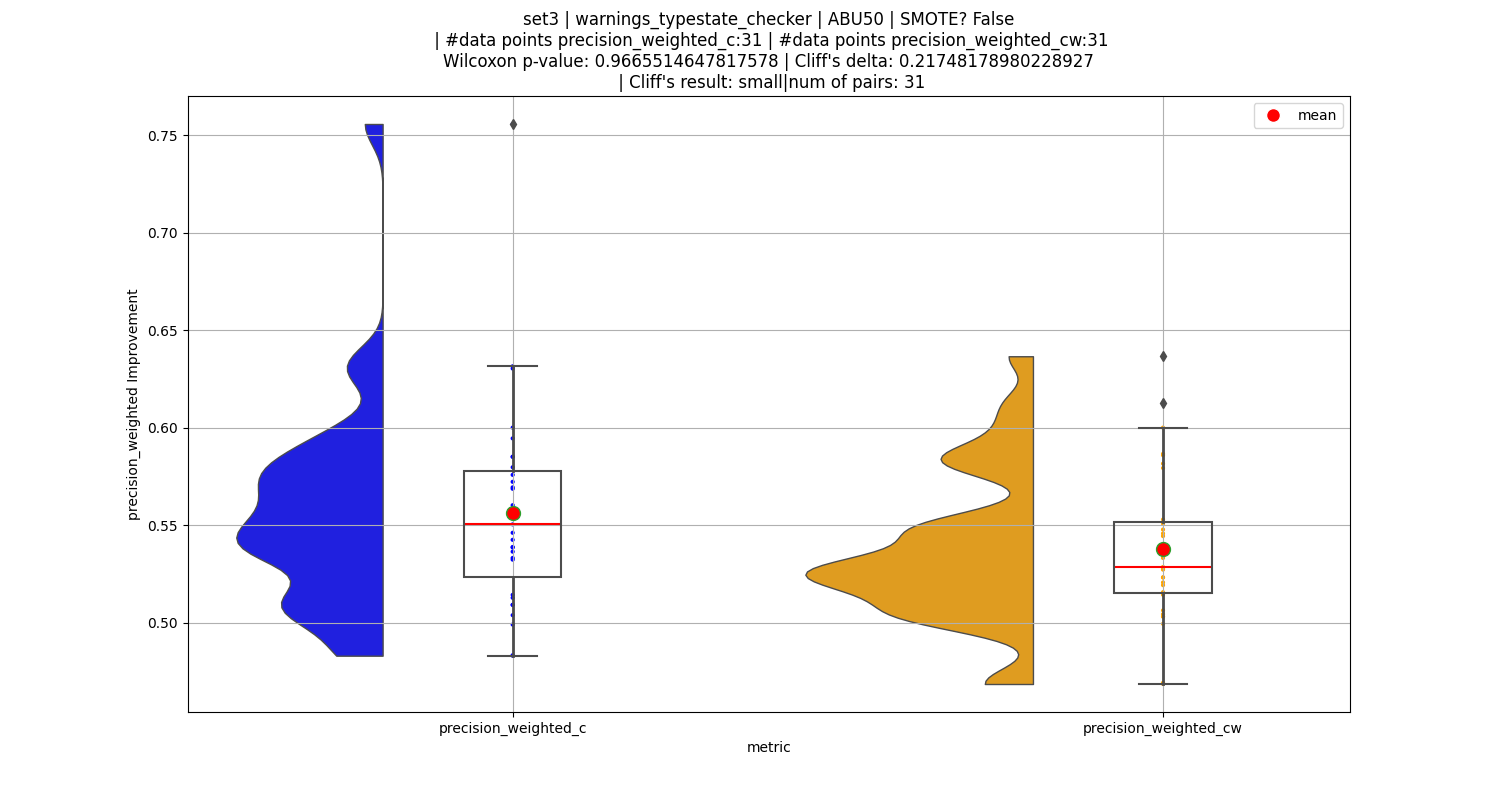 set3 | warnings_typestate_checker | ABU50 | SMOTE? False
| #data points precision_weighted_c:31 | #data points precision_weighted_cw:31
Wilcoxon p-value: 0.9665514647817578 | Cliff's delta: 0.21748178980228927
| Cliff's result: small|num of pairs: 31
mean
precision_weighted Improvement
0.75
0.70
0.65
0.60
0.55
0.50
precision_weighted_c
precision_weighted_cw
metric